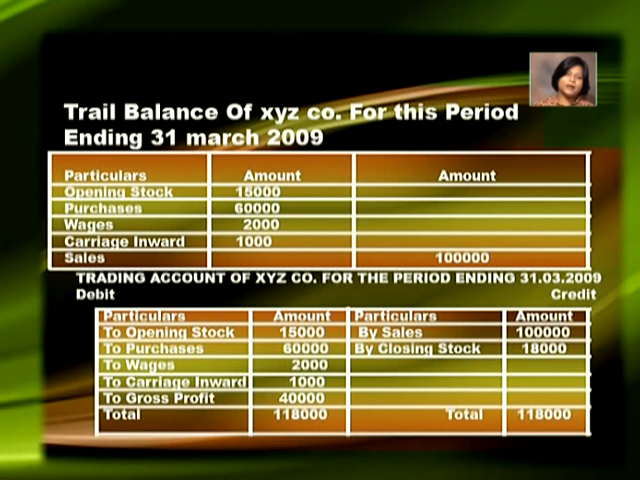 Trail Balance Of xyz co. For this Period
Ending 31 march 2009
Particulars Amount Amount
Opening Stock 15000
Purchases 60000
Wages 2000
Carriage Inward 1000
Sales 100000
TRADING ACCOUNT OF XYZ CO. FOR THE PERIOD ENDING 31.03.2009
Debit Credit
Particulars Amount Particulars Amount
To Opening Stock 15000 By Sales 100000
To Purchases 60000 By Closing Stock 18000
To Wages 2000
To Carriage Inward 1000
To Gross Profit 40000
Total 118000 Total 118000